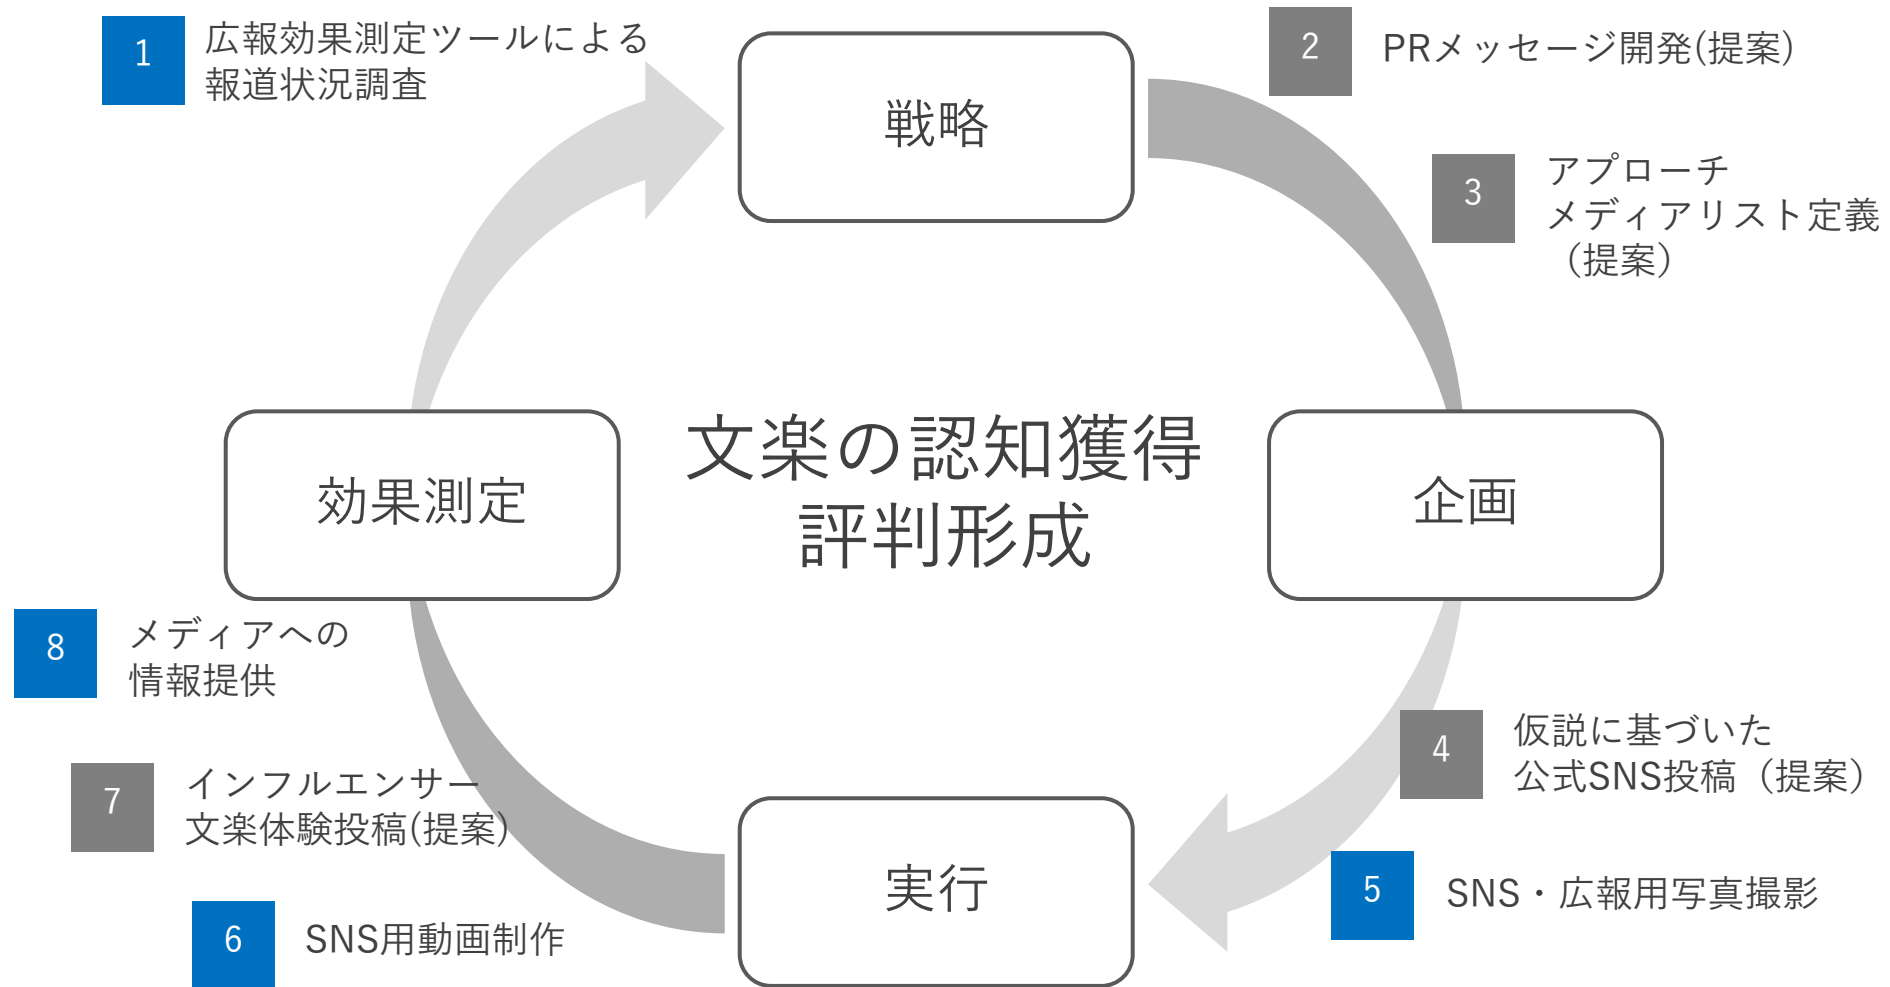 1
広報効果測定ツールによる
報道状況調査
戦略
2
PRメッセージ開発(提案)
3
アプローチ
メディアリスト定義
（提案）
文楽の認知獲得
評判形成
効果測定
企画
8
メディアへの
情報提供
4
仮説に基づいた
公式SNS投稿（提案）
7
インフルエンサー
文楽体験投稿(提案)
実行
5
SNS・広報用写真撮影
6
SNS用動画制作